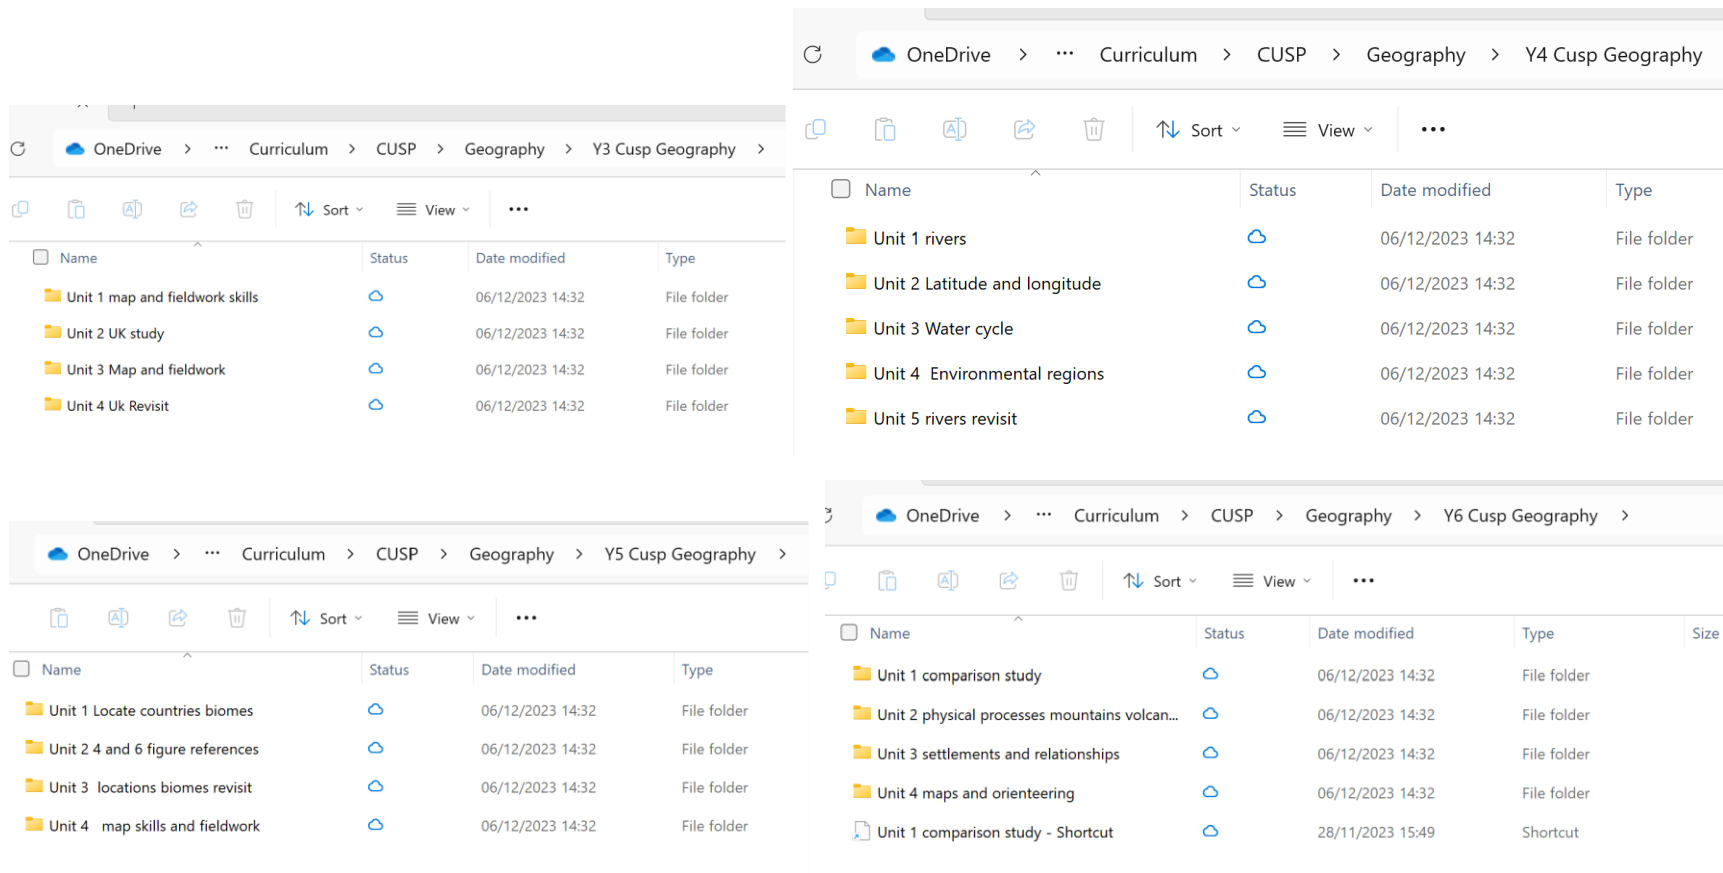 OneDrive > ... Curriculum > CUSP > Geography > Y3 Cusp Geography >
Sort View ...
Name Status Date modified Type
Unit 1 map and fieldwork skills 06/12/2023 14:32 File folder
Unit 2 UK study 06/12/2023 14:32 File folder
Unit 3 Map and fieldwork 06/12/2023 14:32 File folder
Unit 4 Uk Revisit 06/12/2023 14:32 File folder
OneDrive > ... Curriculum > CUSP > Geography > Y4 Cusp Geography
Sort View ...
Name Status Date modified Type
Unit 1 rivers 06/12/2023 14:32 File folder
Unit 2 Latitude and longitude 06/12/2023 14:32 File folder
Unit 3 Water cycle 06/12/2023 14:32 File folder
Unit 4  Environmental regions 06/12/2023 14:32 File folder
Unit 5 rivers revisit 06/12/2023 14:32 File folder
OneDrive > ... Curriculum > CUSP > Geography > Y5 Cusp Geography >
Sort View ...
Name Status Date modified Type
Unit 1 Locate countries biomes 06/12/2023 14:32 File folder
Unit 2 4 and 6 figure references 06/12/2023 14:32 File folder
Unit 3  locations biomes revisit 06/12/2023 14:32 File folder
Unit 4   map skills and fieldwork 06/12/2023 14:32 File folder
OneDrive > ... Curriculum > CUSP > Geography > Y6 Cusp Geography >
Sort View ...
Name Status Date modified Type Size
Unit 1 comparison study 06/12/2023 14:32 File folder
Unit 2 physical processes mountains volcan... 06/12/2023 14:32 File folder
Unit 3 settlements and relationships 06/12/2023 14:32 File folder
Unit 4 maps and orienteering 06/12/2023 14:32 File folder
Unit 1 comparison study - Shortcut 28/11/2023 15:49 Shortcut